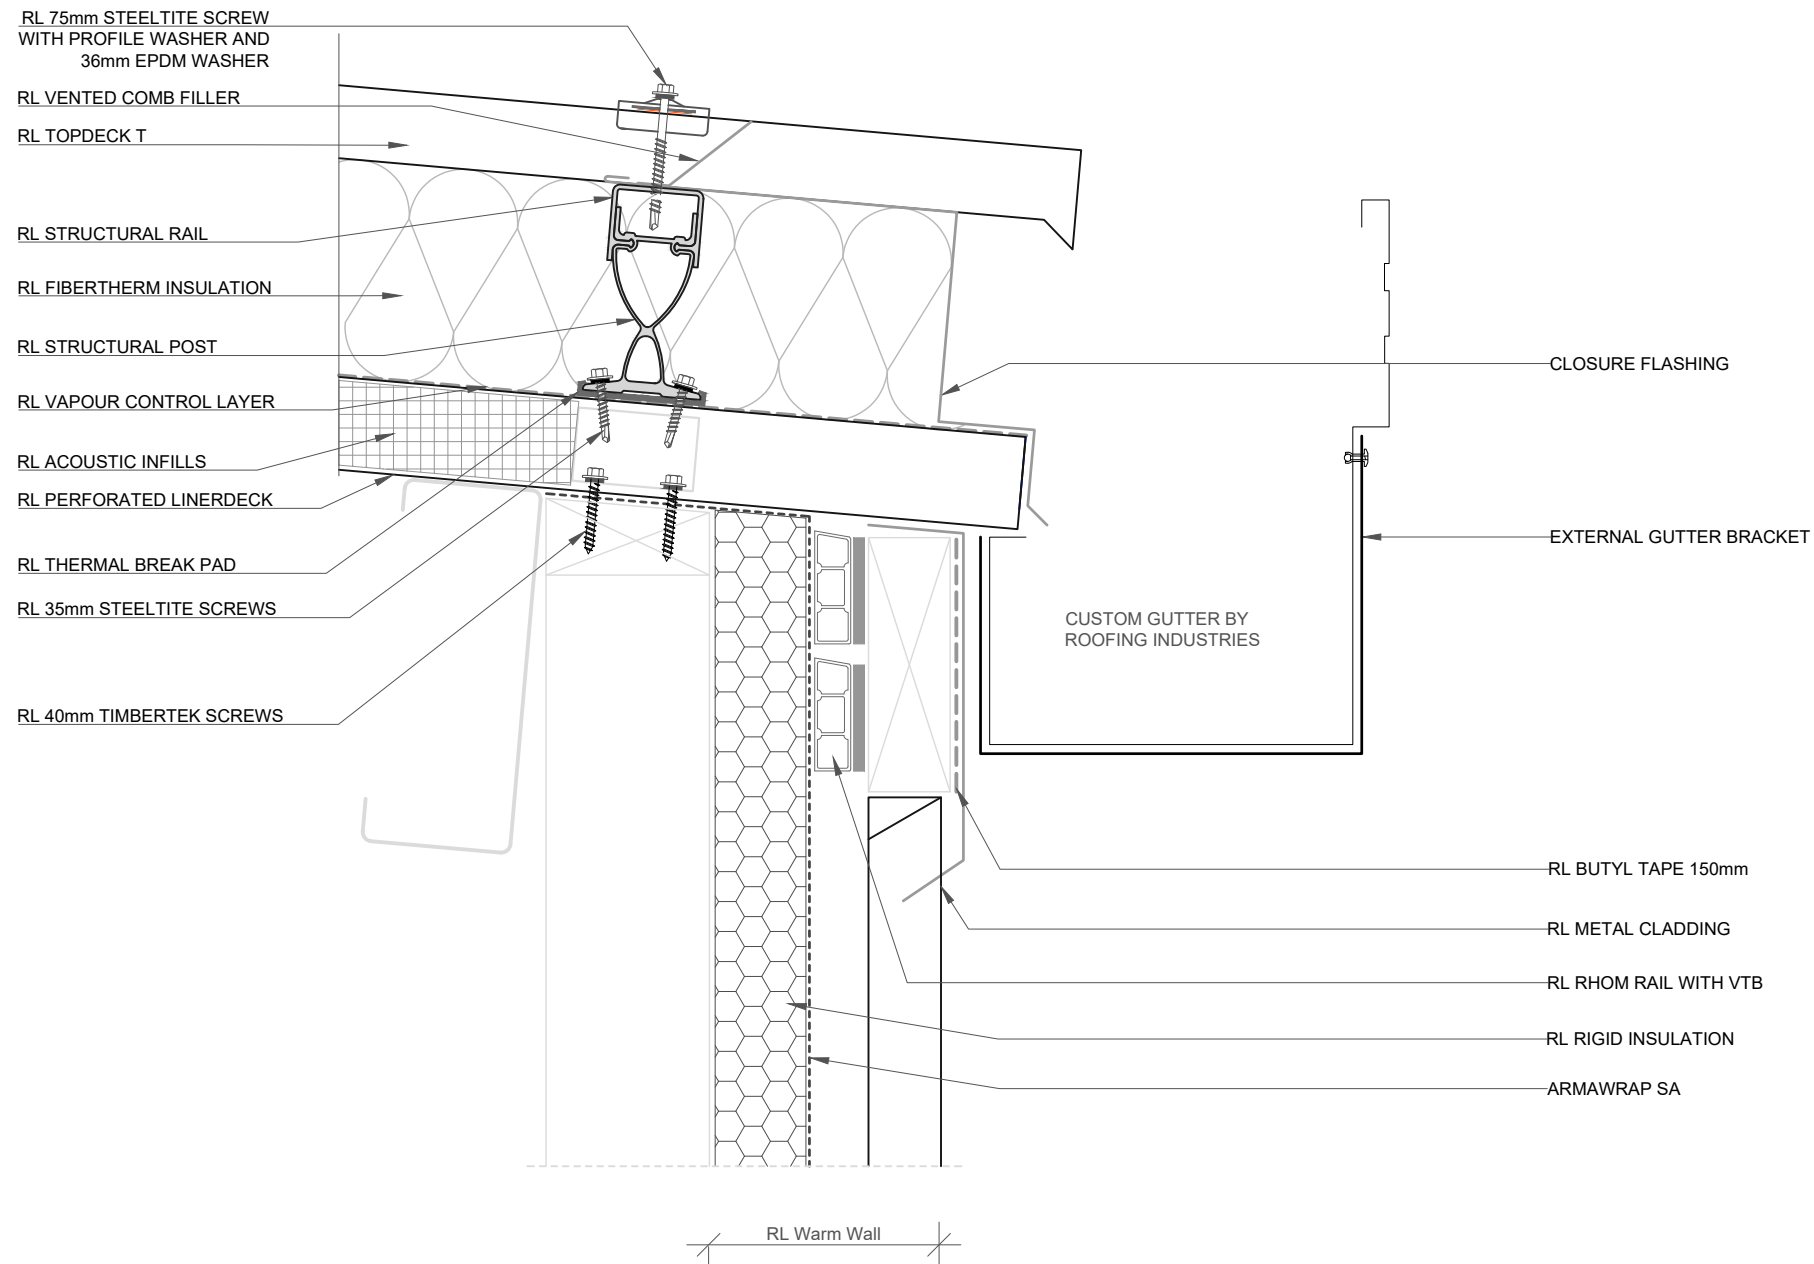 RL 75mm STEELTITE SCREW
WITH PROFILE WASHER AND
36mm EPDM WASHER
RL VENTED COMB FILLER
RL TOPDECK T
RL STRUCTURAL RAIL
RL FIBERTHERM INSULATION
RL STRUCTURAL POST
RL VAPOUR CONTROL LAYER
RL ACOUSTIC INFILLS
RL PERFORATED LINERDECK
RL THERMAL BREAK PAD
RL 35mm STEELTITE SCREWS
RL 40mm TIMBERTEK SCREWS
CLOSURE FLASHING
EXTERNAL GUTTER BRACKET
CUSTOM GUTTER BY
ROOFING INDUSTRIES
RL BUTYL TAPE 150mm
RL METAL CLADDING
RL RHOM RAIL WITH VTB
RL RIGID INSULATION
ARMAWRAP SA
RL Warm Wall